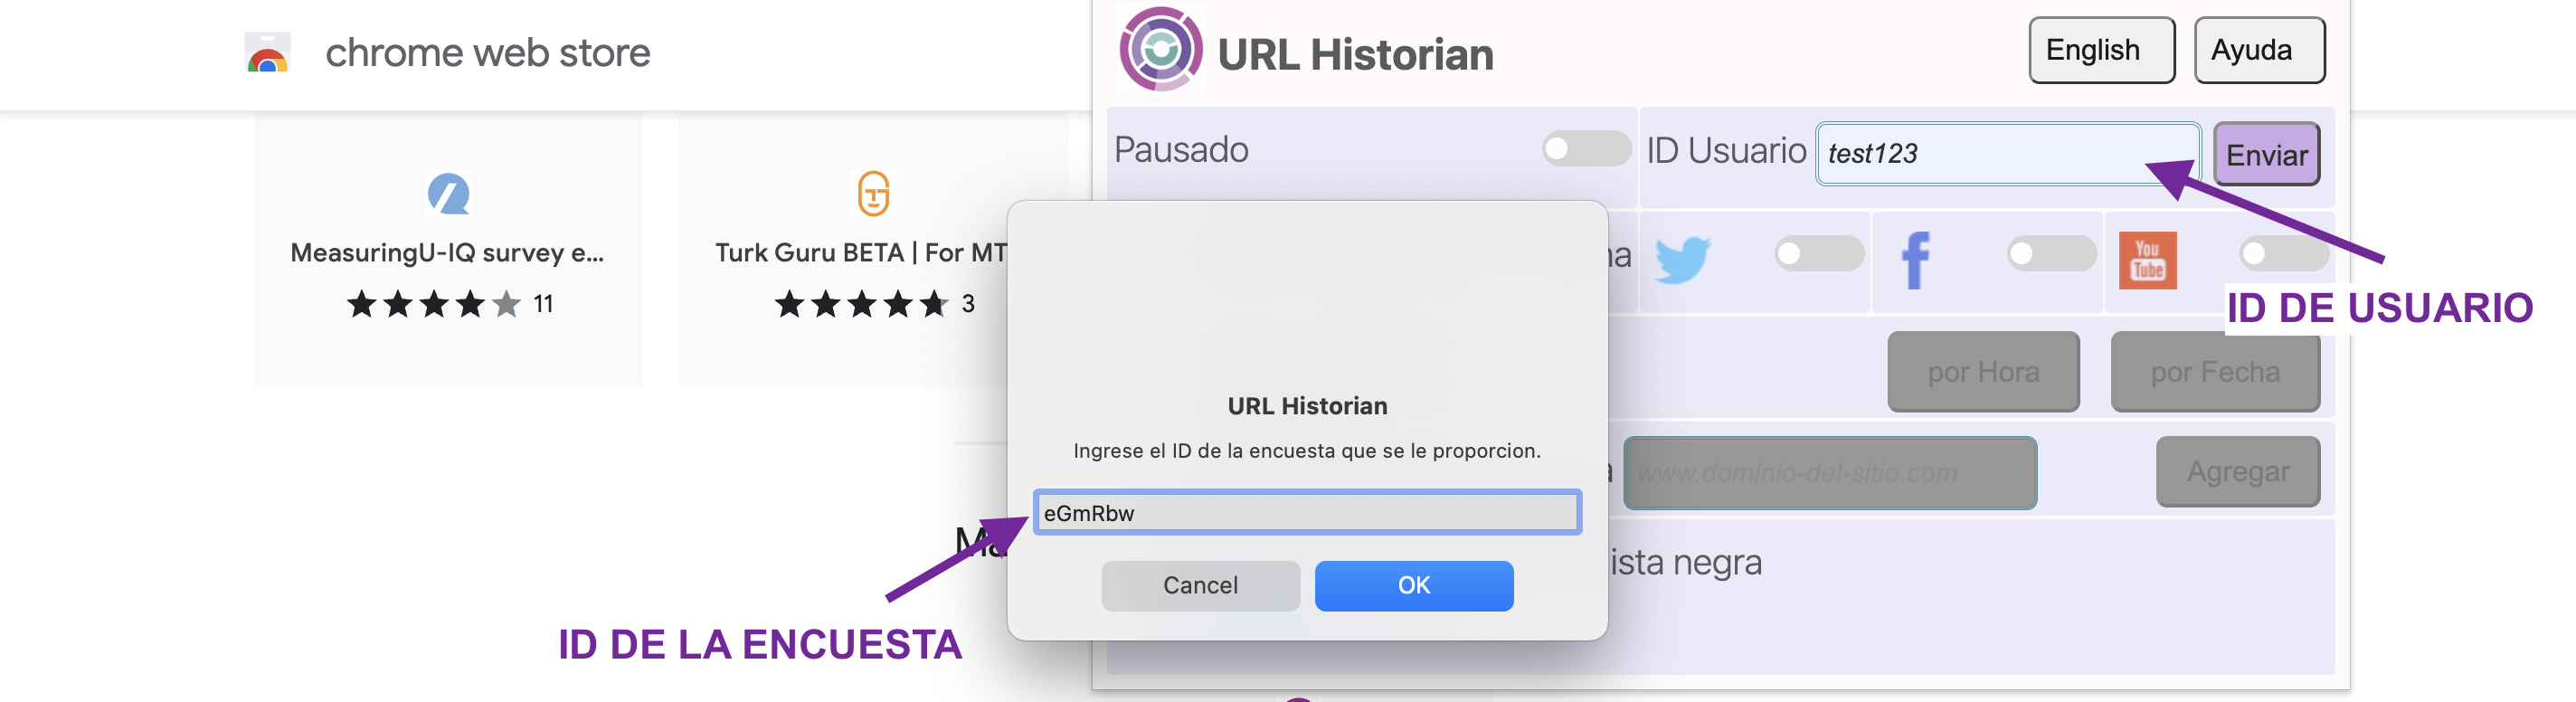 chrome web store
URL Historian
English
Ayuda
Pausado
ID Usuario
test123
Enviar
MeasuringU-IQ survey e...
11
Turk Guru BETA | For MT
3
na
You
Tube
ID DE USUARIO
por Hora
por Fecha
URL Historian
Ingrese el ID de la encuesta que se le proporcion.
eGmRbw
Cancel
OK
a
www.dominio-del-sitio.com
Agregar
Ma
ista negra
ID DE LA ENCUESTA